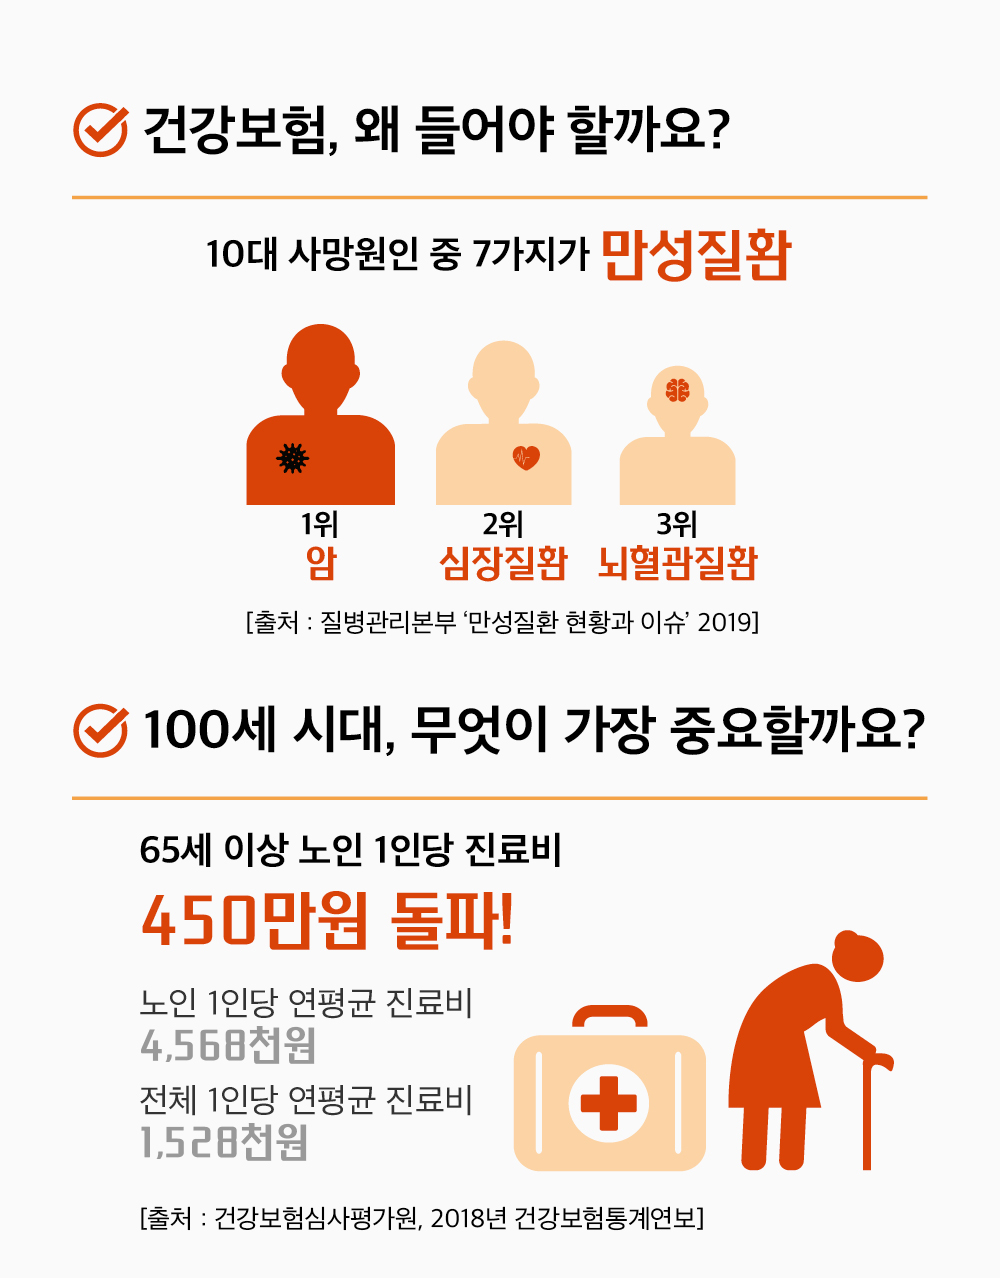 건강보험, 왜 들어야 할까요?
10대 사망원인 중 7가지가 만성질환
1위
암
2위
심장질환
3위
뇌혈관질환
[출처 : 질병관리본부 ‘만성질환 현황과 이슈’ 2019]
100세 시대, 무엇이 가장 중요할까요?
65세 이상 노인 1인당 진료비
450만원 돌파!
노인 1인당 연평균 진료비
4,568천원
전체 1인당 연평균 진료비
1,528천원
[출처 : 건강보험심사평가원, 2018년 건강보험통계연보]